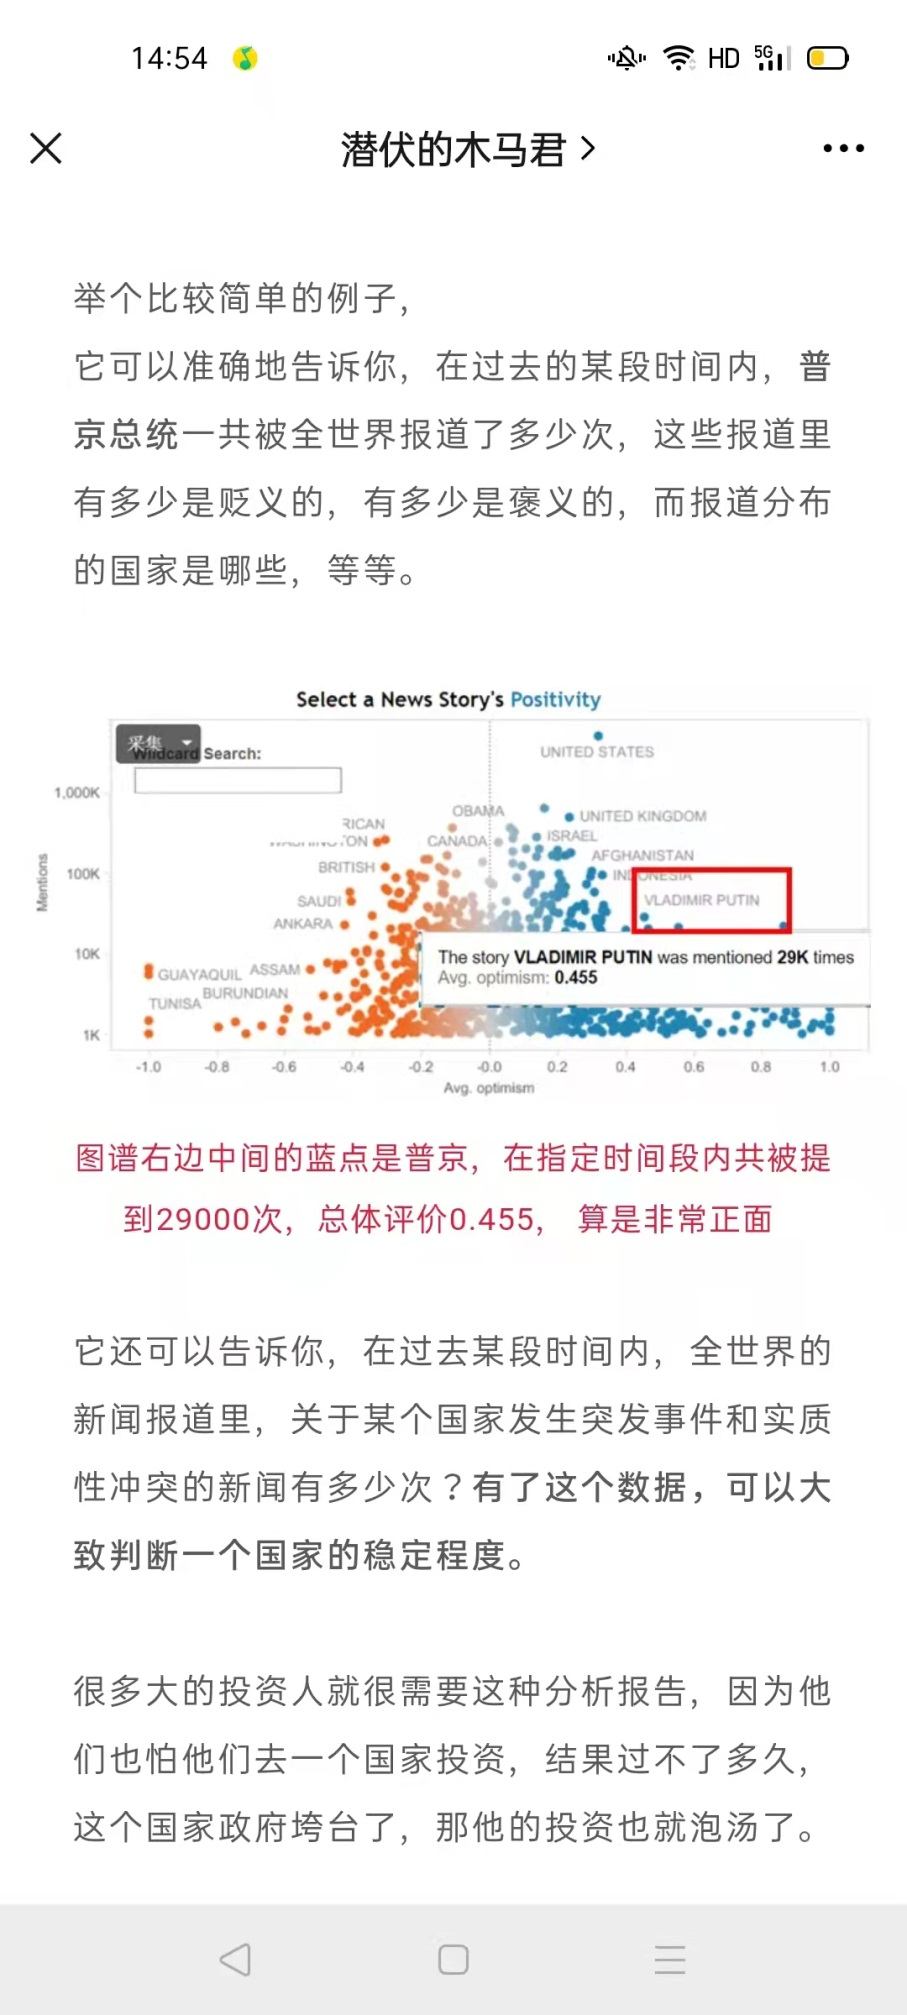 14:54
HD 5G
潜伏的木马君
举个比较简单的例子，
它可以准确地告诉你，在过去的某段时间内，普
京总统一共被全世界报道了多少次，这些报道里
有多少是贬义的，有多少是褒义的，而报道分布
的国家是哪些，等等。
Select a News Story's Positivity
采集
Wildcard Search:
UNITED STATES
1,000K
OBAMA
UNITED KINGDOM
RICAN
TON
CANADA
ISRAEL
AFGHANISTAN
BRITISH
100K
INDONESIA
Mentions
SAUDI
VLADIMIR PUTIN
ANKARA
10K
The story VLADIMIR PUTIN was mentioned 29K times
Avg. optimism: 0.455
GUAYAQUIL
ASSAM
BURUNDIAN
TUNISA
1K
-1.0 -0.8 -0.6 -0.4 -0.2 -0.0 0.2 0.4 0.6 0.8 1.0
Avg. optimism
图谱右边中间的蓝点是普京，在指定时间段内共被提
到29000次，总体评价0.455， 算是非常正面
它还可以告诉你，在过去某段时间内，全世界的
新闻报道里，关于某个国家发生突发事件和实质
性冲突的新闻有多少次？有了这个数据，可以大
致判断一个国家的稳定程度。
很多大的投资人就很需要这种分析报告，因为他
们也怕他们去一个国家投资，结果过不了多久，
这个国家政府垮台了，那他的投资也就泡汤了。